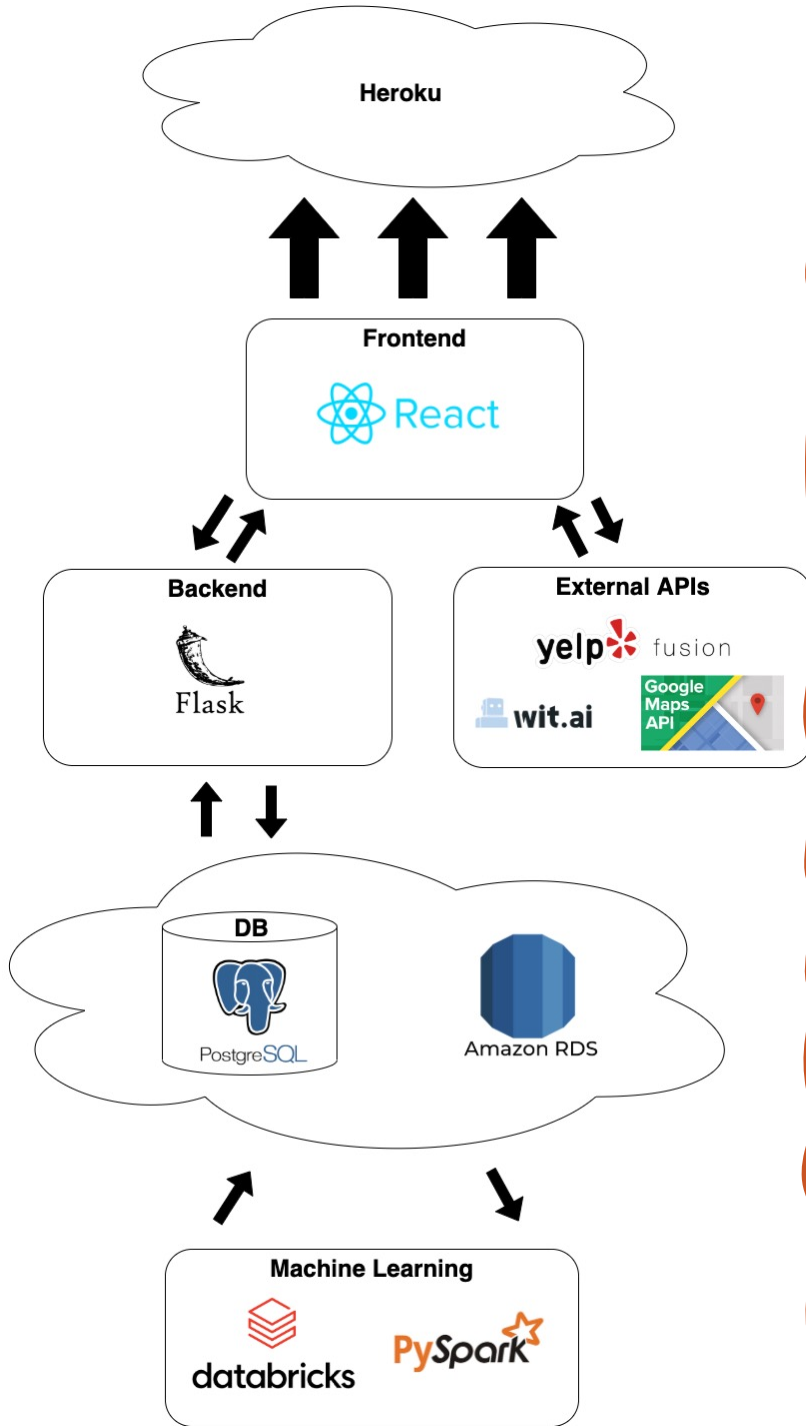 Heroku
Frontend
React
Backend
Flask
External APIs
yelp fusion
wit.ai
Google
Maps
API
DB
PostgreSQL
Amazon RDS
Machine Learning
databricks
PySpark